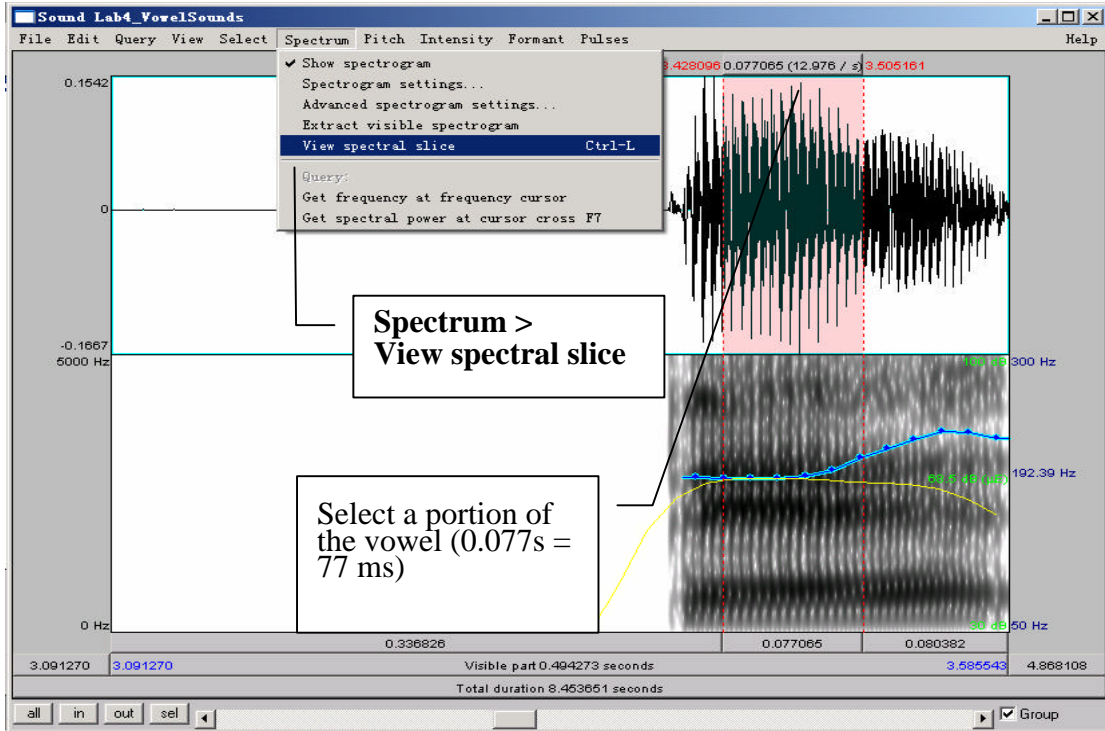 Sound Lab4_VowelSounds
File Edit Query View Select Spectrum Pitch Intensity Formant Pulses Help
Show spectrogram
Spectrogram settings...
Advanced spectrogram settings...
Extract visible spectrogram
View spectral slice Ctrl-L
Query:
Get frequency at frequency cursor
Get spectral power at cursor cross F7
.428096 0.077065 (12.976 / s) 3.505161
0.1542
0
-0.1667
5000 Hz
300 Hz
Spectrum >
View spectral slice
192.39 Hz
Select a portion of
the vowel (0.077s =
77 ms)
0 Hz
50 Hz
0.336826 0.077065 0.080382
3.091270 3.091270 Visible part 0.494273 seconds 3.585543 4.868108
Total duration 8.453651 seconds
all in out sel Group